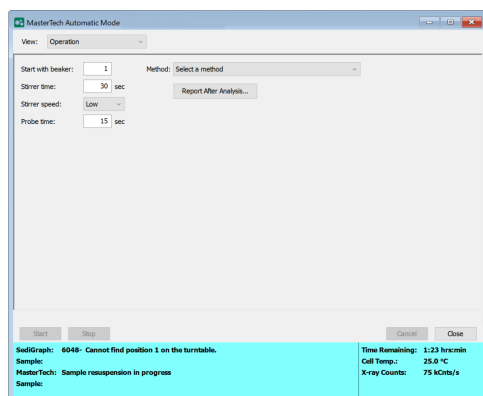 MasterTech Automatic Mode
View: Operation
Start with beaker: 1 Method: Select a method
Stirrer time: 30 sec
Report After Analysis...
Stirrer speed: Low
Probe time: 15 sec
Start Stop Cancel Close
SediGraph: 6048- Cannot find position 1 on the turntable. Time Remaining: 1:23 hrs:min
Sample: Cell Temp.: 25.0 °C
MasterTech: Sample resuspension in progress X-ray Counts: 75 kCnts/s
Sample: